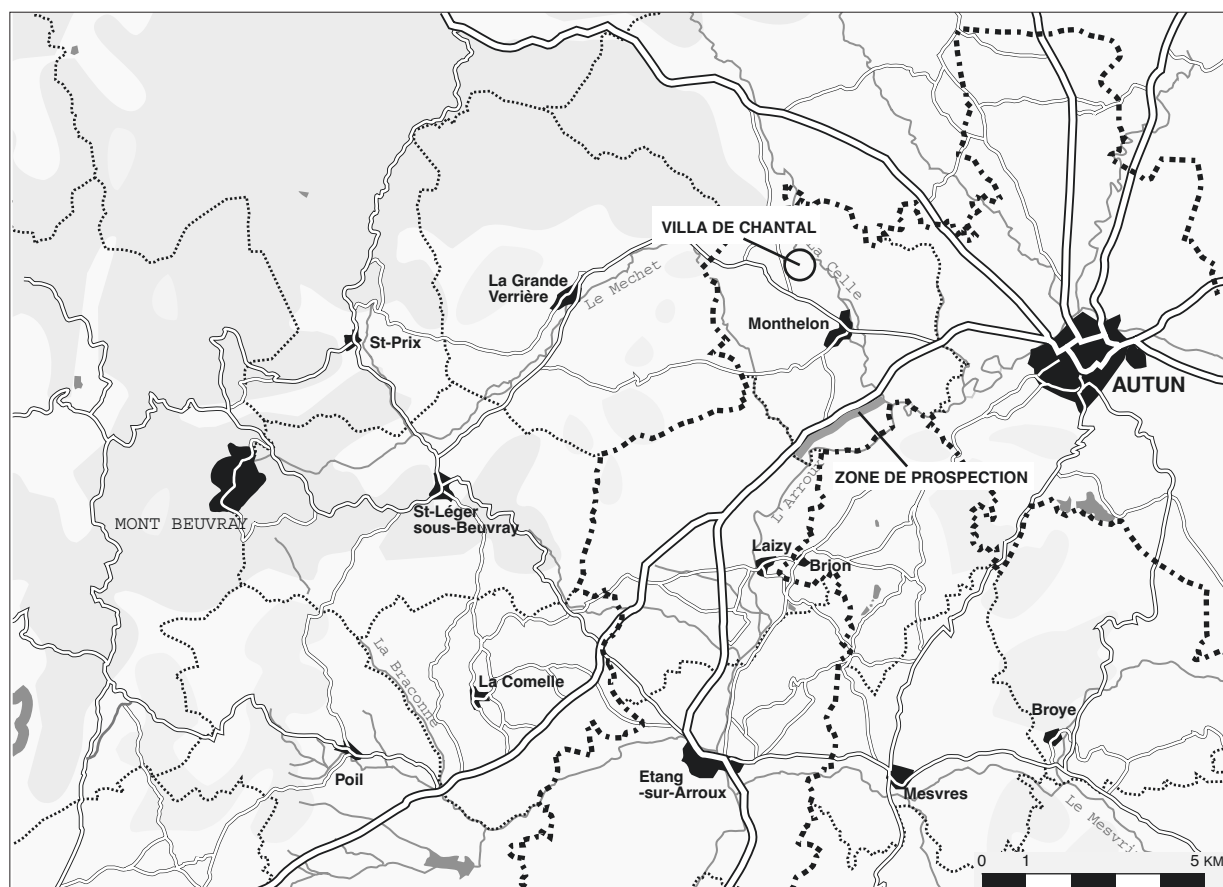 VILLA DE CHANTAL
La Celle
La Grande
Verrière
Le Mechet
Monthelon
St-Prix
AUTUN
ZONE DE PROSPECTION
L'Arroux
St-Léger
sous-Beuvray
MONT BEUVRAY
Laizy
Brion
La Braconne
La Comelle
Broye
Poil
Etang
-sur-Arroux
Mesvres
Le Mesvrin
0 1 5 KM